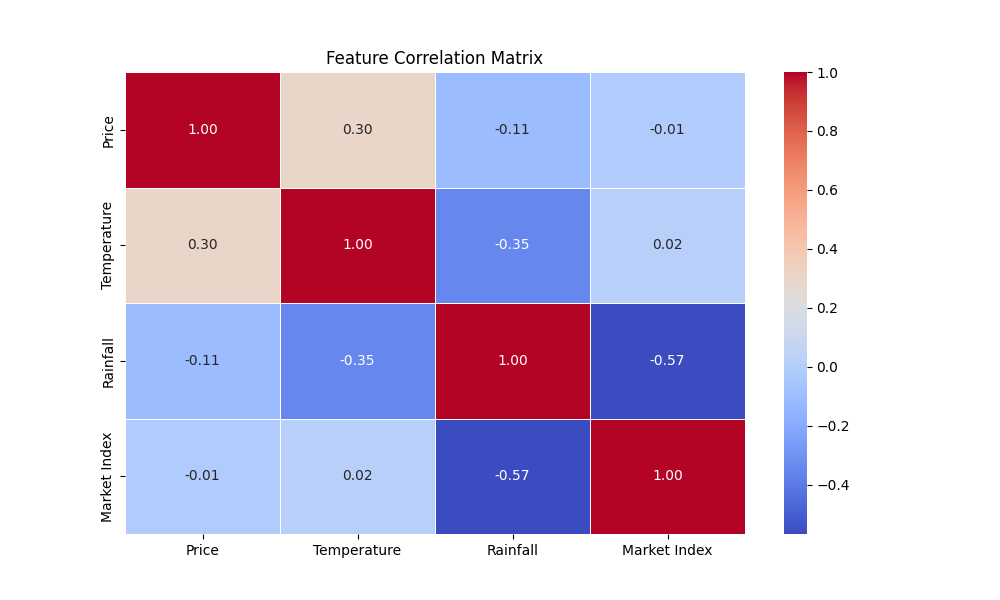 Feature Correlation Matrix
Price
1.00
0.30
-0.11
-0.01
Temperature
0.30
1.00
-0.35
0.02
Rainfall
-0.11
-0.35
1.00
-0.57
Market Index
-0.01
0.02
-0.57
1.00
Price
Temperature
Rainfall
Market Index
1.0
0.8
0.6
0.4
0.2
0.0
−0.2
−0.4